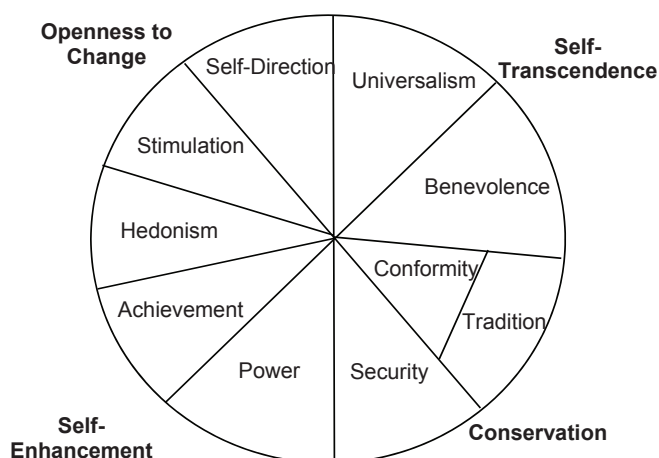 Openness to
Change
Self-Direction
Universalism
Self-
Transcendence
Stimulation
Benevolence
Hedonism
Conformity
Achievement
Tradition
Power
Security
Self-
Enhancement
Conservation